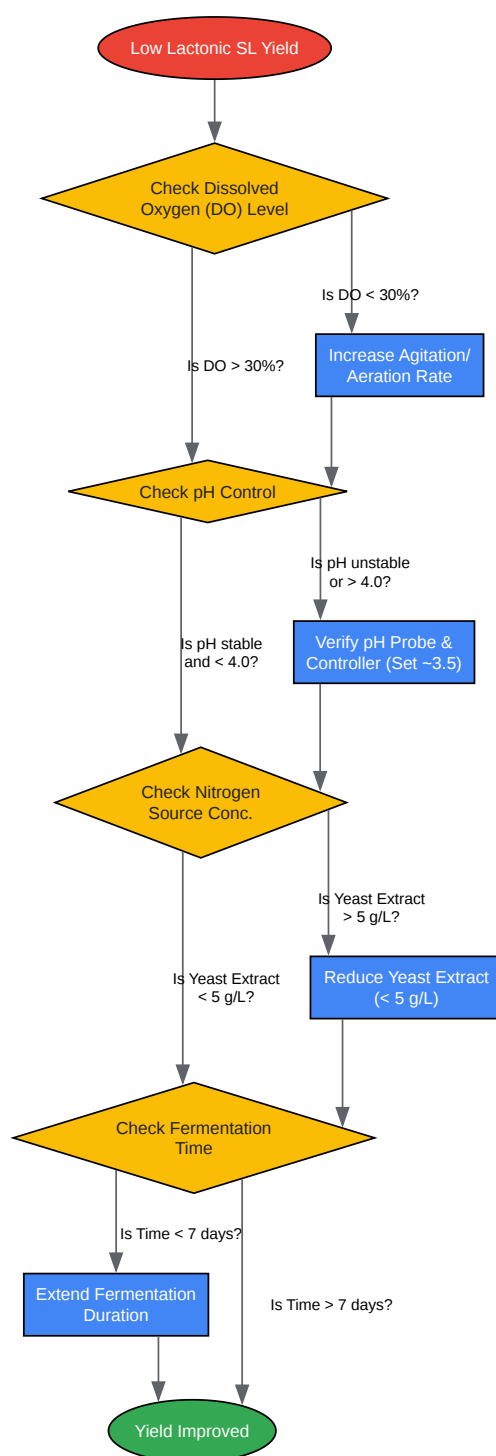 Low Lactonic SL Yield
Check Dissolved
Oxygen (DO) Level
Is DO < 30%?
Is DO > 30%?
Increase Agitation/
Aeration Rate
Check pH Control
Is pH unstable
or > 4.0?
Is pH stable
and < 4.0?
Verify pH Probe &
Controller (Set ~3.5)
Check Nitrogen
Source Conc.
Is Yeast Extract
> 5 g/L?
Is Yeast Extract
< 5 g/L?
Reduce Yeast Extract
(< 5 g/L)
Check Fermentation
Time
Is Time < 7 days?
Extend Fermentation
Duration
Is Time > 7 days?
Yield Improved